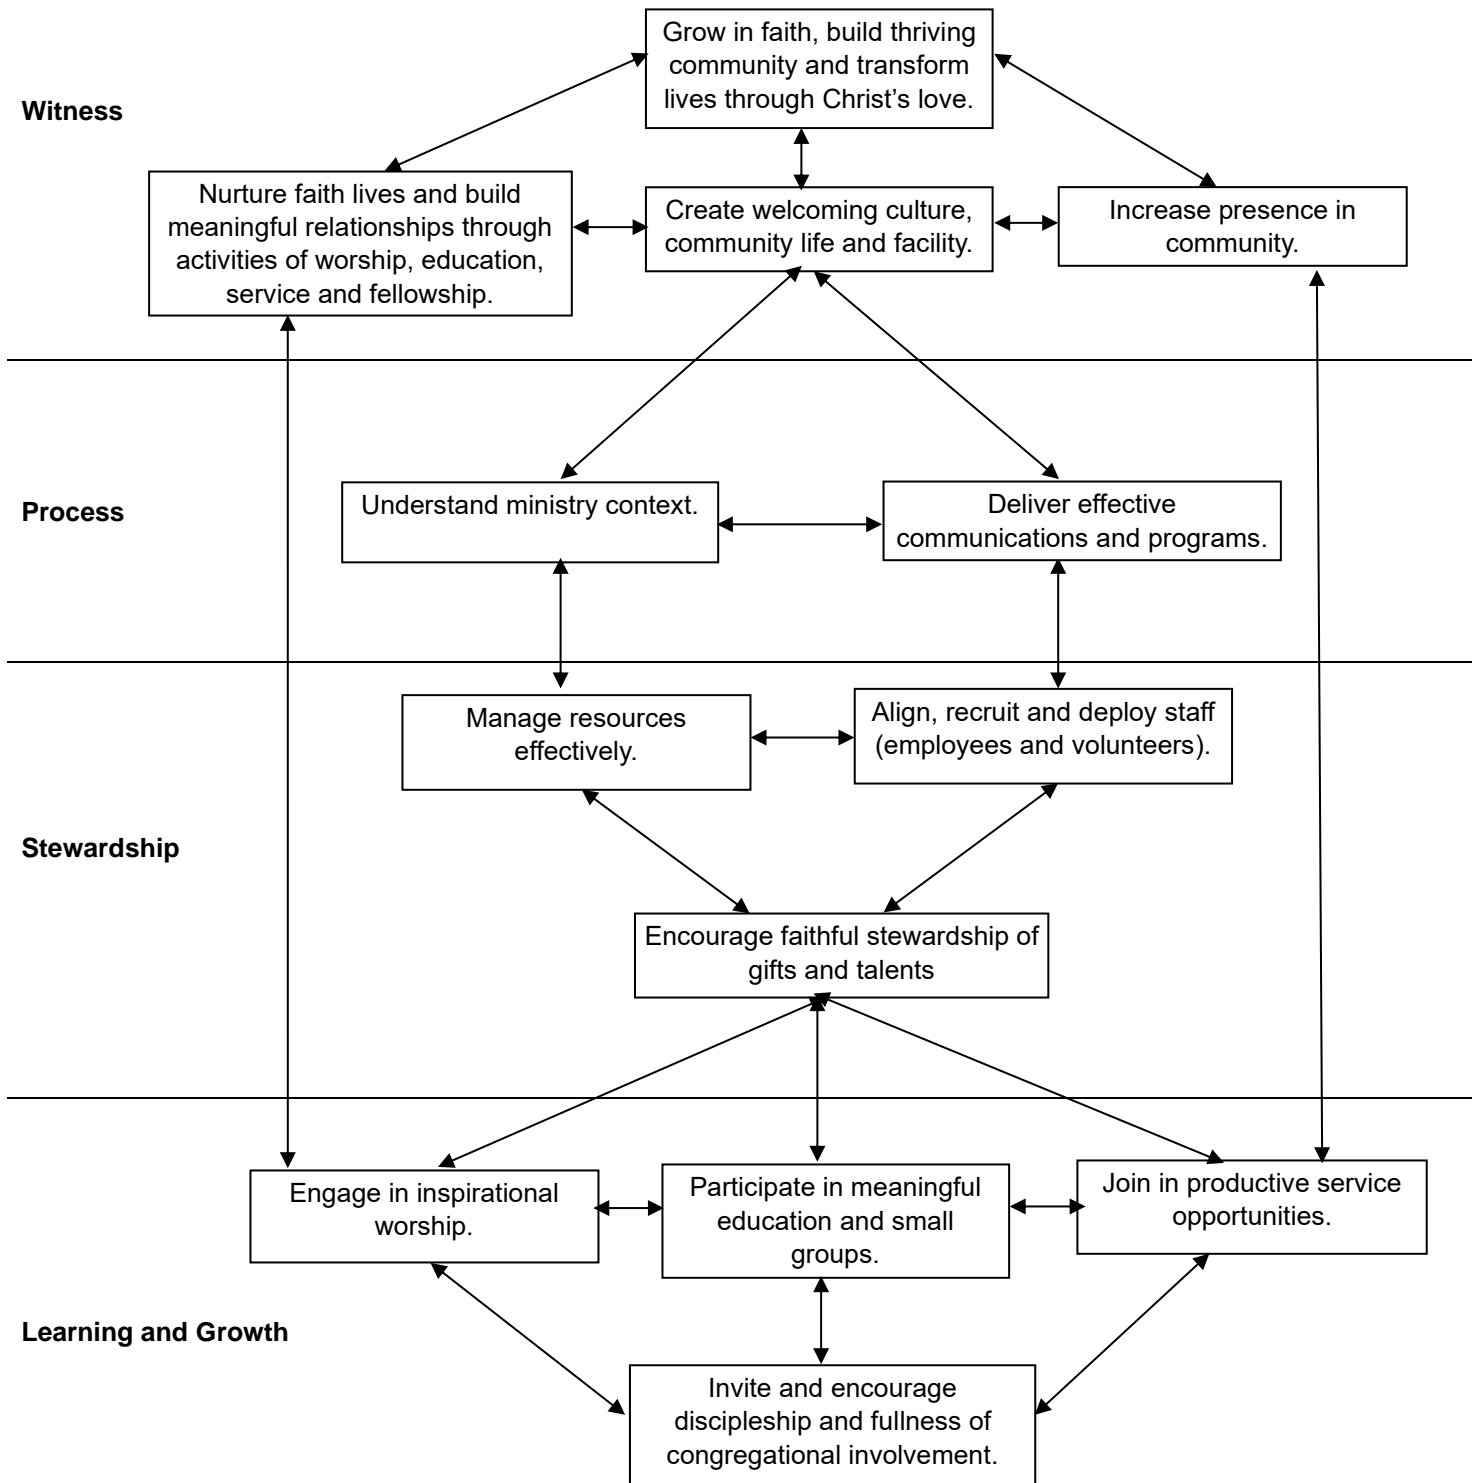 Grow in faith, build thriving
community and transform
lives through Christ’s love.
Witness
Nurture faith lives and build
meaningful relationships through
activities of worship, education,
service and fellowship.
Create welcoming culture,
community life and facility.
Increase presence in
community.
Process
Understand ministry context.
Deliver effective
communications and programs.
Manage resources
effectively.
Align, recruit and deploy staff
(employees and volunteers).
Stewardship
Encourage faithful stewardship of
gifts and talents
Engage in inspirational
worship.
Participate in meaningful
education and small
groups.
Join in productive service
opportunities.
Learning and Growth
Invite and encourage
discipleship and fullness of
congregational involvement.